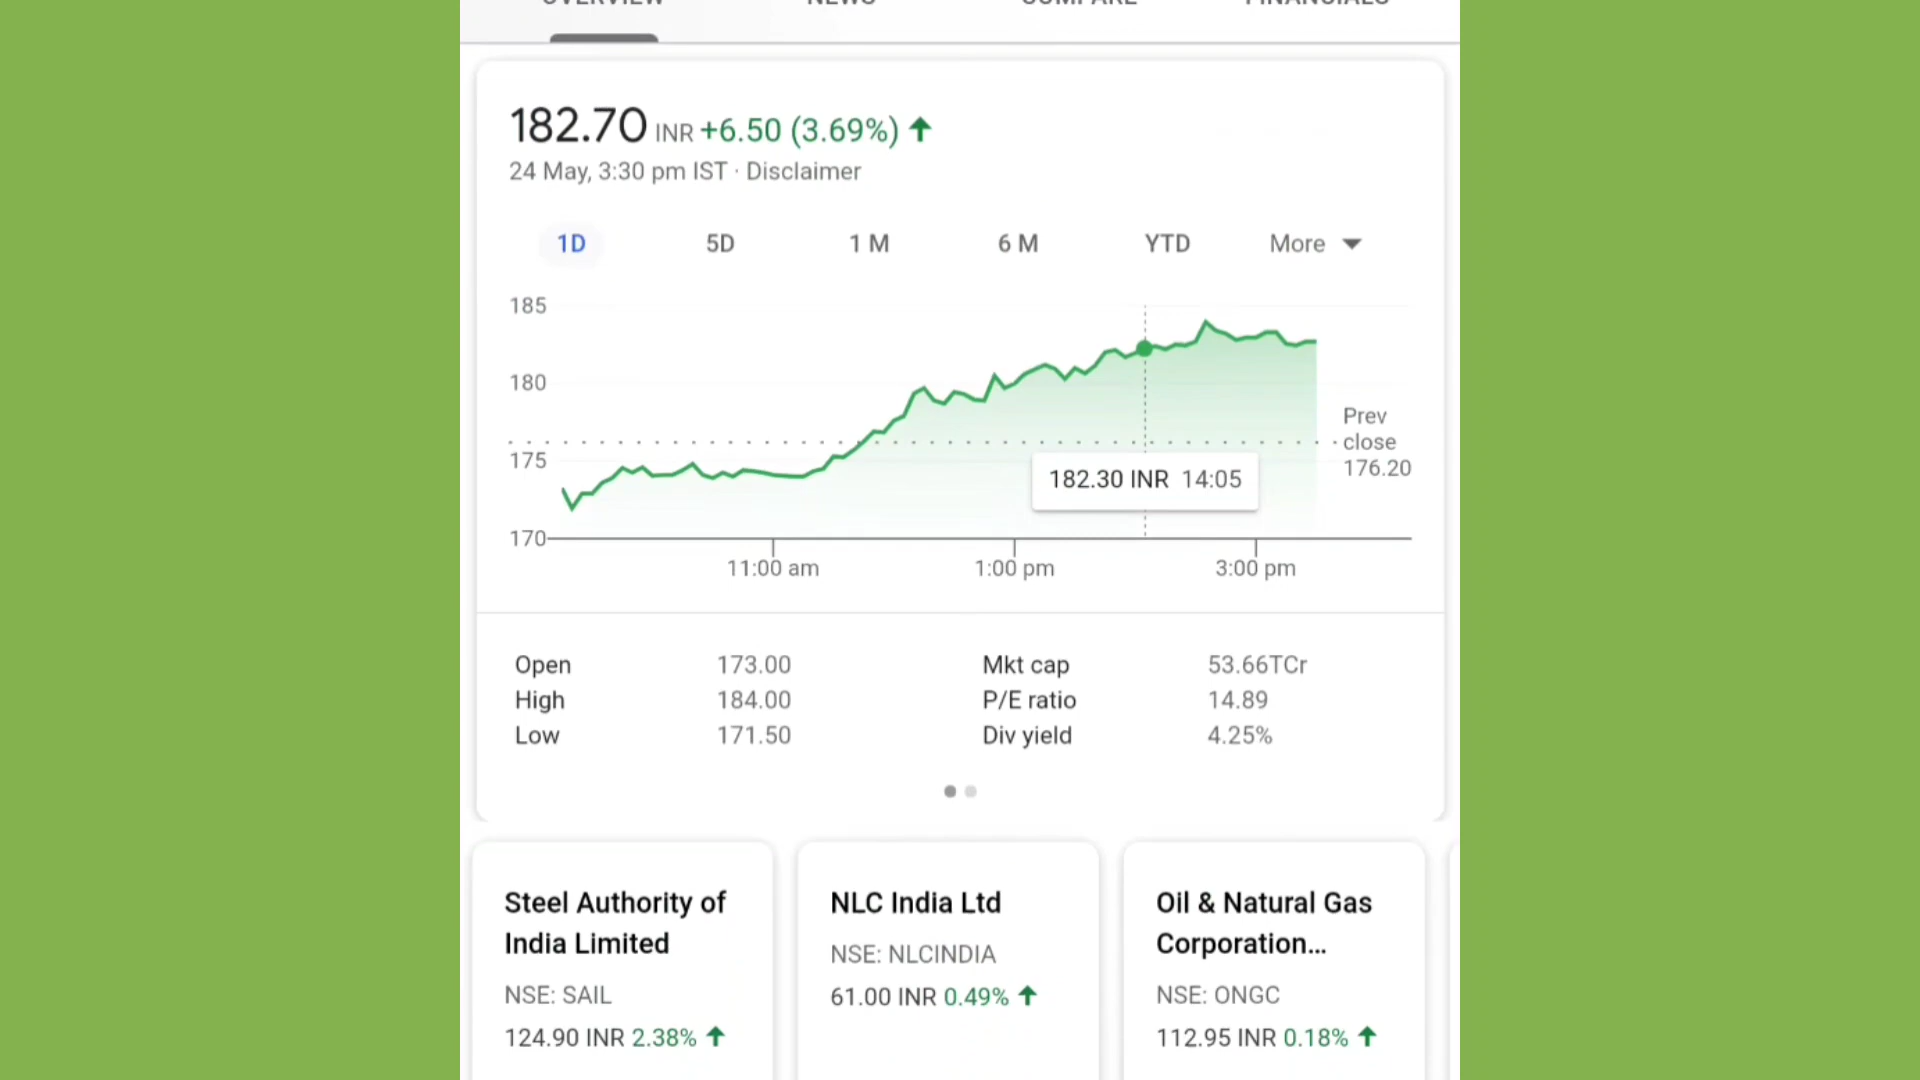 OVERVIEW NEWS COMPARE FINANCIALS
182.70 INR +6.50 (3.69%)
24 May, 3:30 pm IST · Disclaimer
1D 5D 1 M 6 M YTD More
185
180
175
170
Prev
close
176.20
182.30 INR 14:05
11:00 am 1:00 pm 3:00 pm
Open 173.00 Mkt cap 53.66TCr
High 184.00 P/E ratio 14.89
Low 171.50 Div yield 4.25%
Steel Authority of
India Limited
NSE: SAIL
124.90 INR 2.38%
NLC India Ltd
NSE: NLCINDIA
61.00 INR 0.49%
Oil & Natural Gas
Corporation...
NSE: ONGC
112.95 INR 0.18%